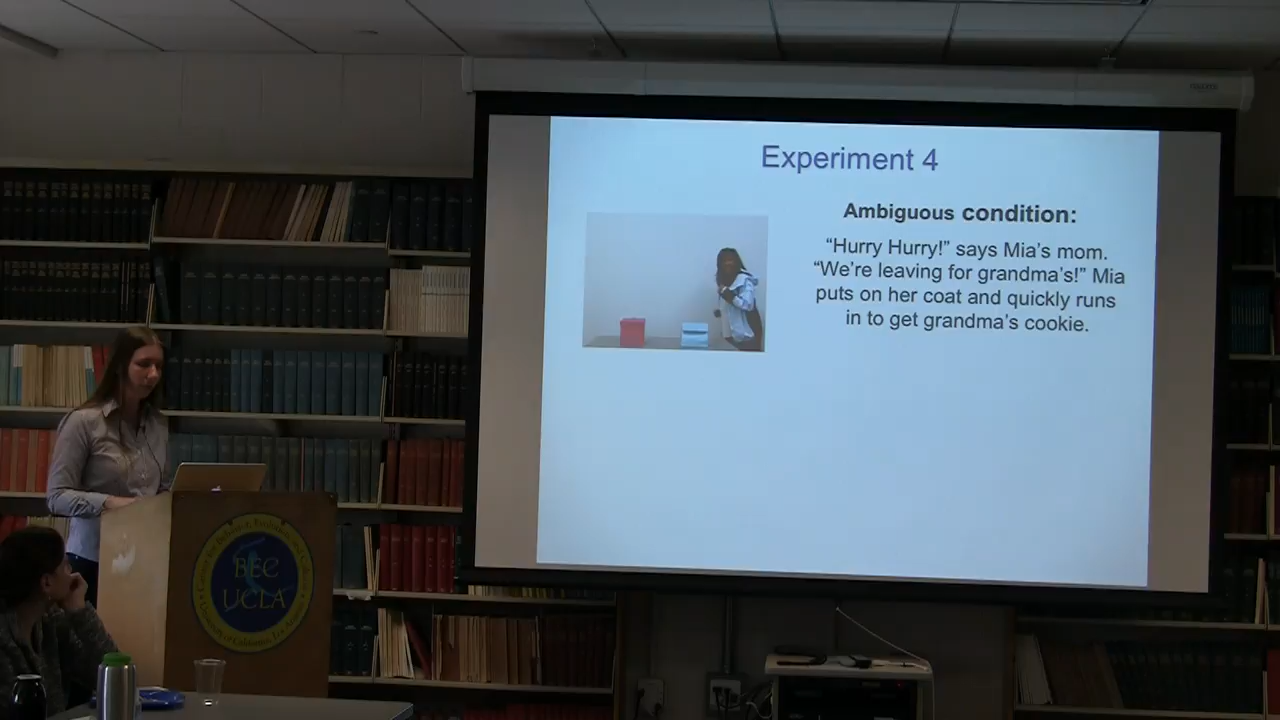 Experiment 4
Ambiguous condition:
“Hurry Hurry!” says Mia’s mom.
“We’re leaving for grandma’s!” Mia
puts on her coat and quickly runs
in to get grandma’s cookie.
BEC
UCLA